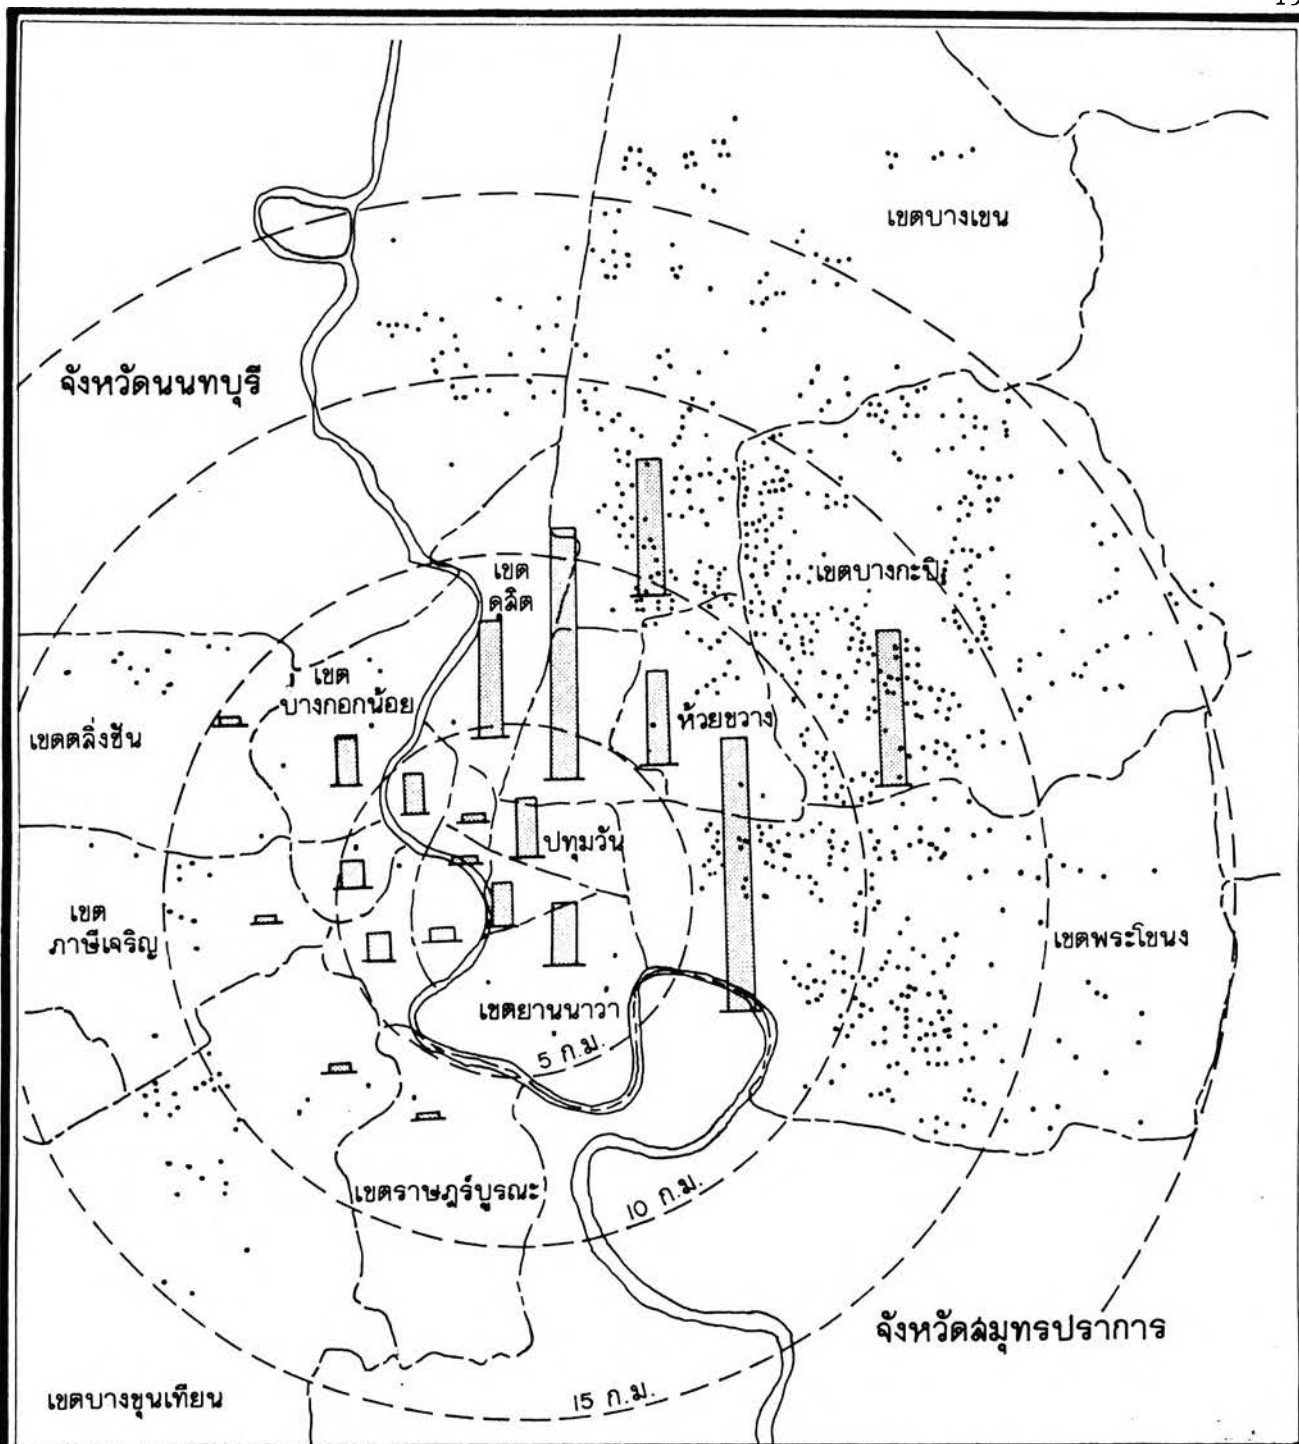 เขตบางเขน
จังหวัดนนทบุรี
เขต
ดุสิต
เขตบางกะปิ
เขต
บางกอกน้อย
ห้วยขวาง
เขตตลิ่งชัน
ปทุมวัน
เขต
ภาษีเจริญ
เขตพระโขนง
เขตยานนาวา
5 ก.ม.
เขตราษฎร์บูรณะ
10 ก.ม.
จังหวัดสมุทรปราการ
15 ก.ม.
เขตบางขุนเทียน